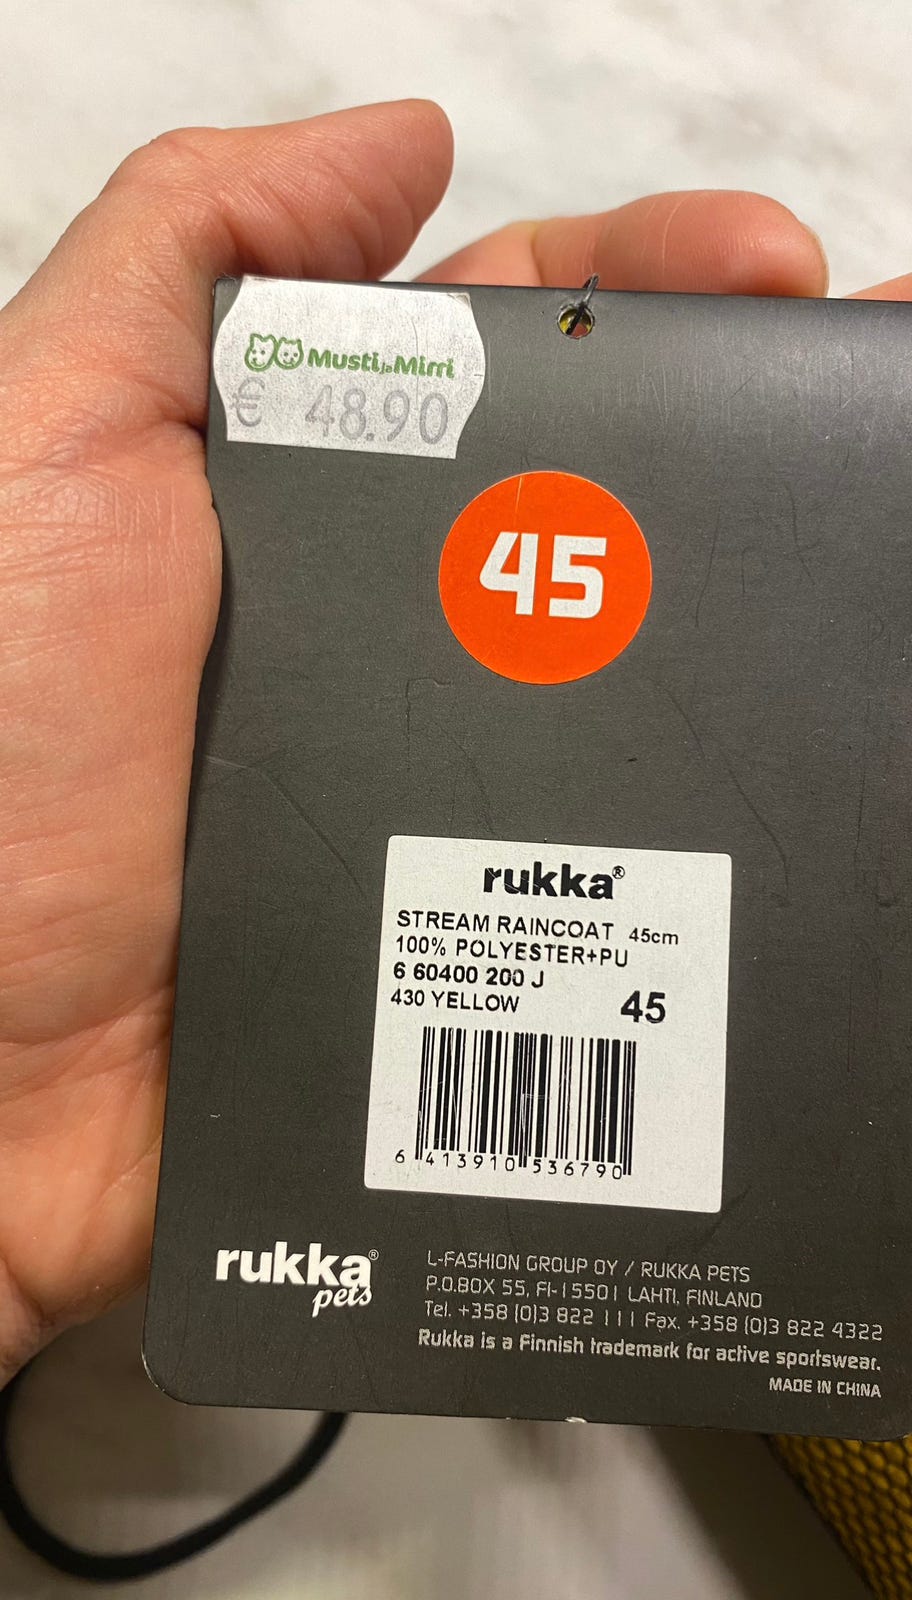 Musti ja Mirri
€ 48.90
45
rukka®
STREAM RAINCOAT 45cm
100% POLYESTER+PU
6 60400 200 J
430 YELLOW 45
6 413910 536790
rukka®
pets
L-FASHION GROUP OY / RUKKA PETS
P.O.BOX 55, FI-15501 LAHTI, FINLAND
Tel. +358 (0)3 822 111 Fax. +358 (0)3 822 4322
Rukka is a Finnish trademark for active sportswear.
MADE IN CHINA